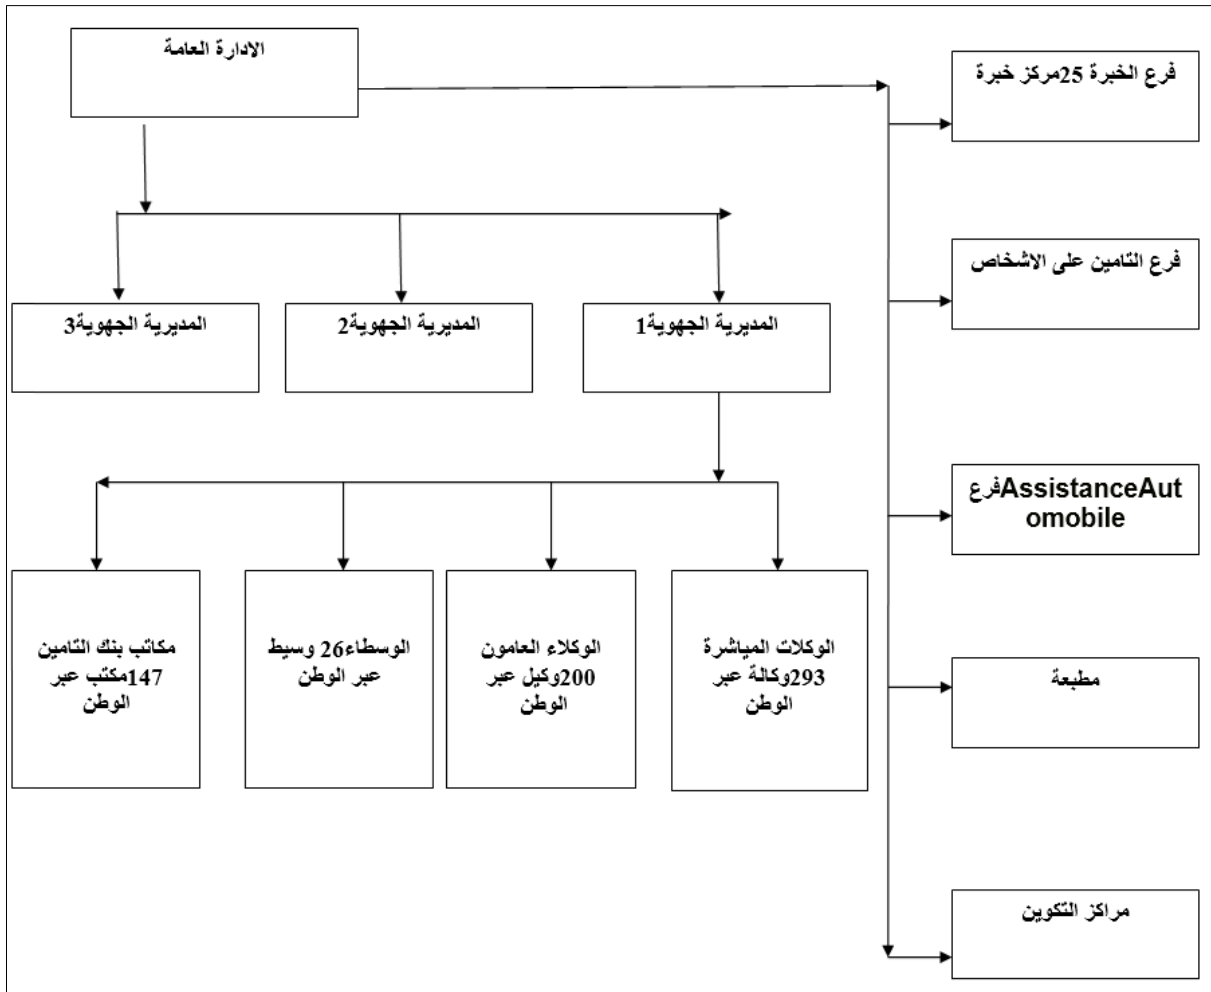 الادارة العامة
فرع الخبرة 25مركز خبرة
فرع التامين على الاشخاص
المديرية الجهوية1
المديرية الجهوية2
المديرية الجهوية3
فرعAssistanceAut
omobile
الوكلات المباشرة
293وكالة عبر
الوطن
الوكلاء العامون
200وكيل عبر
الوطن
الوسطاء26 وسيط
عبر الوطن
مكاتب بنك التامين
147مكتب عبر
الوطن
مطبعة
مراكز التكوين